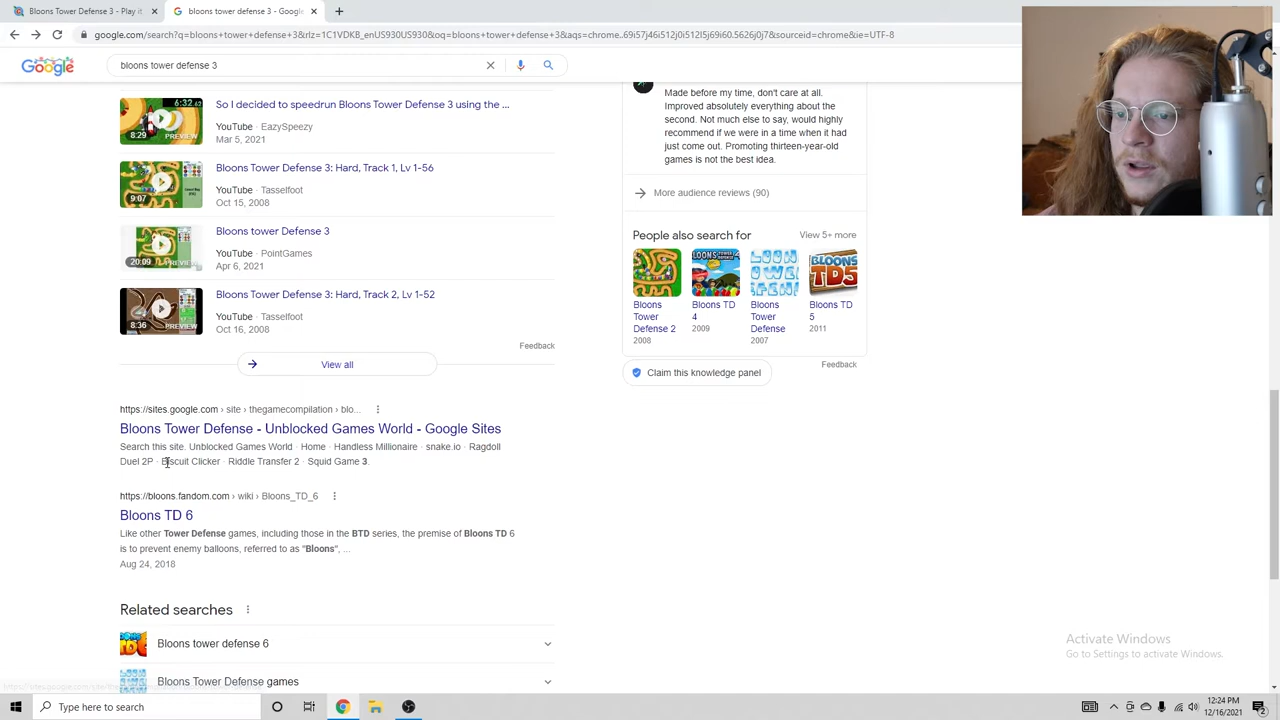 Bloons Tower Defense 3 - Play it
bloons tower defense 3 - Google
google.com/search?q=bloons+tower+defense+3&rlz=1C1VDKB_enUS930US930&oq=bloons+tower+defense+3&aqs=chrome..69i57j46i512j0i512l5j69i60.5626j0j7&sourceid=chrome&ie=UTF-8
Google
bloons tower defense 3
6:32.62
8:29
PREVIEW
So I decided to speedrun Bloons Tower Defense 3 using the ...
YouTube · EazySpeezy
Mar 5, 2021
9:07
PREVIEW
Bloons Tower Defense 3: Hard, Track 1, Lv 1-56
YouTube · Tasselfoot
Oct 15, 2008
20:09
PREVIEW
Bloons tower Defense 3
YouTube · PointGames
Apr 6, 2021
8:36
PREVIEW
Bloons Tower Defense 3: Hard, Track 2, Lv 1-52
YouTube · Tasselfoot
Oct 16, 2008
Feedback
View all
https://sites.google.com › site › thegamecompilation › blo...
Bloons Tower Defense - Unblocked Games World - Google Sites
Search this site. Unblocked Games World · Home · Handless Millionaire · snake.io · Ragdoll
Duel 2P · Biscuit Clicker · Riddle Transfer 2 · Squid Game 3.
https://bloons.fandom.com › wiki › Bloons_TD_6
Bloons TD 6
Like other Tower Defense games, including those in the BTD series, the premise of Bloons TD 6
is to prevent enemy balloons, referred to as "Bloons", ...
Aug 24, 2018
Related searches
Bloons tower defense 6
Bloons Tower Defense games
Made before my time, don't care at all.
Improved absolutely everything about the
second. Not much else to say, would highly
recommend if we were in a time when it had
just come out. Promoting thirteen-year-old
games is not the best idea.
More audience reviews (90)
People also search for
View 5+ more
Bloons
Tower
Defense 2
2008
Bloons TD
4
2009
Bloons
Tower
Defense
2007
Bloons TD
5
2011
Feedback
Claim this knowledge panel
Activate Windows
Go to Settings to activate Windows.
Type here to search
12:24 PM
12/16/2021
2